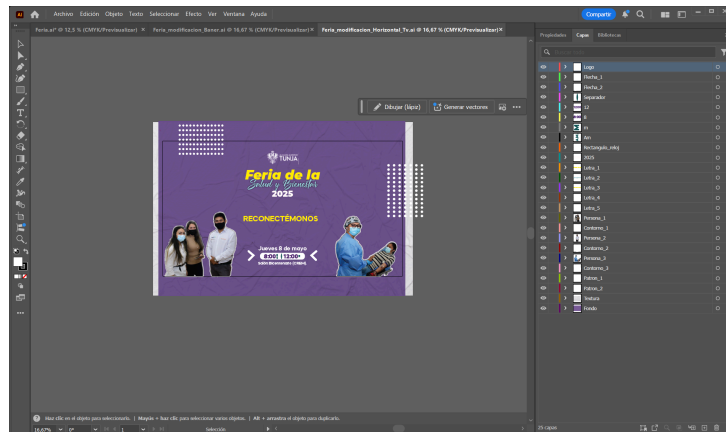 Ai Archivo Edición Objeto Texto Seleccionar Efecto Ver Ventana Ayuda
Compartir
Feria.ai* @ 12,5 % (CMYK/Previsualizar) × Feria_modificacion_Baner.ai @ 16,67 % (CMYK/Previsualizar) × Feria_modificacion_Horizontal_Tv.ai @ 16,67 % (CMYK/Previsualizar) ×
Propiedades Capas Bibliotecas
Dibujar (lápiz) Generar vectores
TUNJA
Feria de la
Salud y Bienestar
2025
RECONECTÉMONOS
Jueves 8 de mayo
8:00 | 12:00
Logo
Flecha_1
Flecha_2
Separador
12
8
m
Am
Rectangulo_reloj
2025
Letra_1
Letra_2
Letra_3
Letra_4
Letra_5
Persona_1
Contorno_1
Persona_2
Contorno_2
Persona_3
Contorno_3
Patron_1
Patron_2
Textura
Fondo
Haz clic en el objeto para seleccionarlo. | Mayús + haz clic para seleccionar varios objetos. | Alt + arrastra el objeto para duplicarlo.
16,67% 0° 1 Selección
25 capas